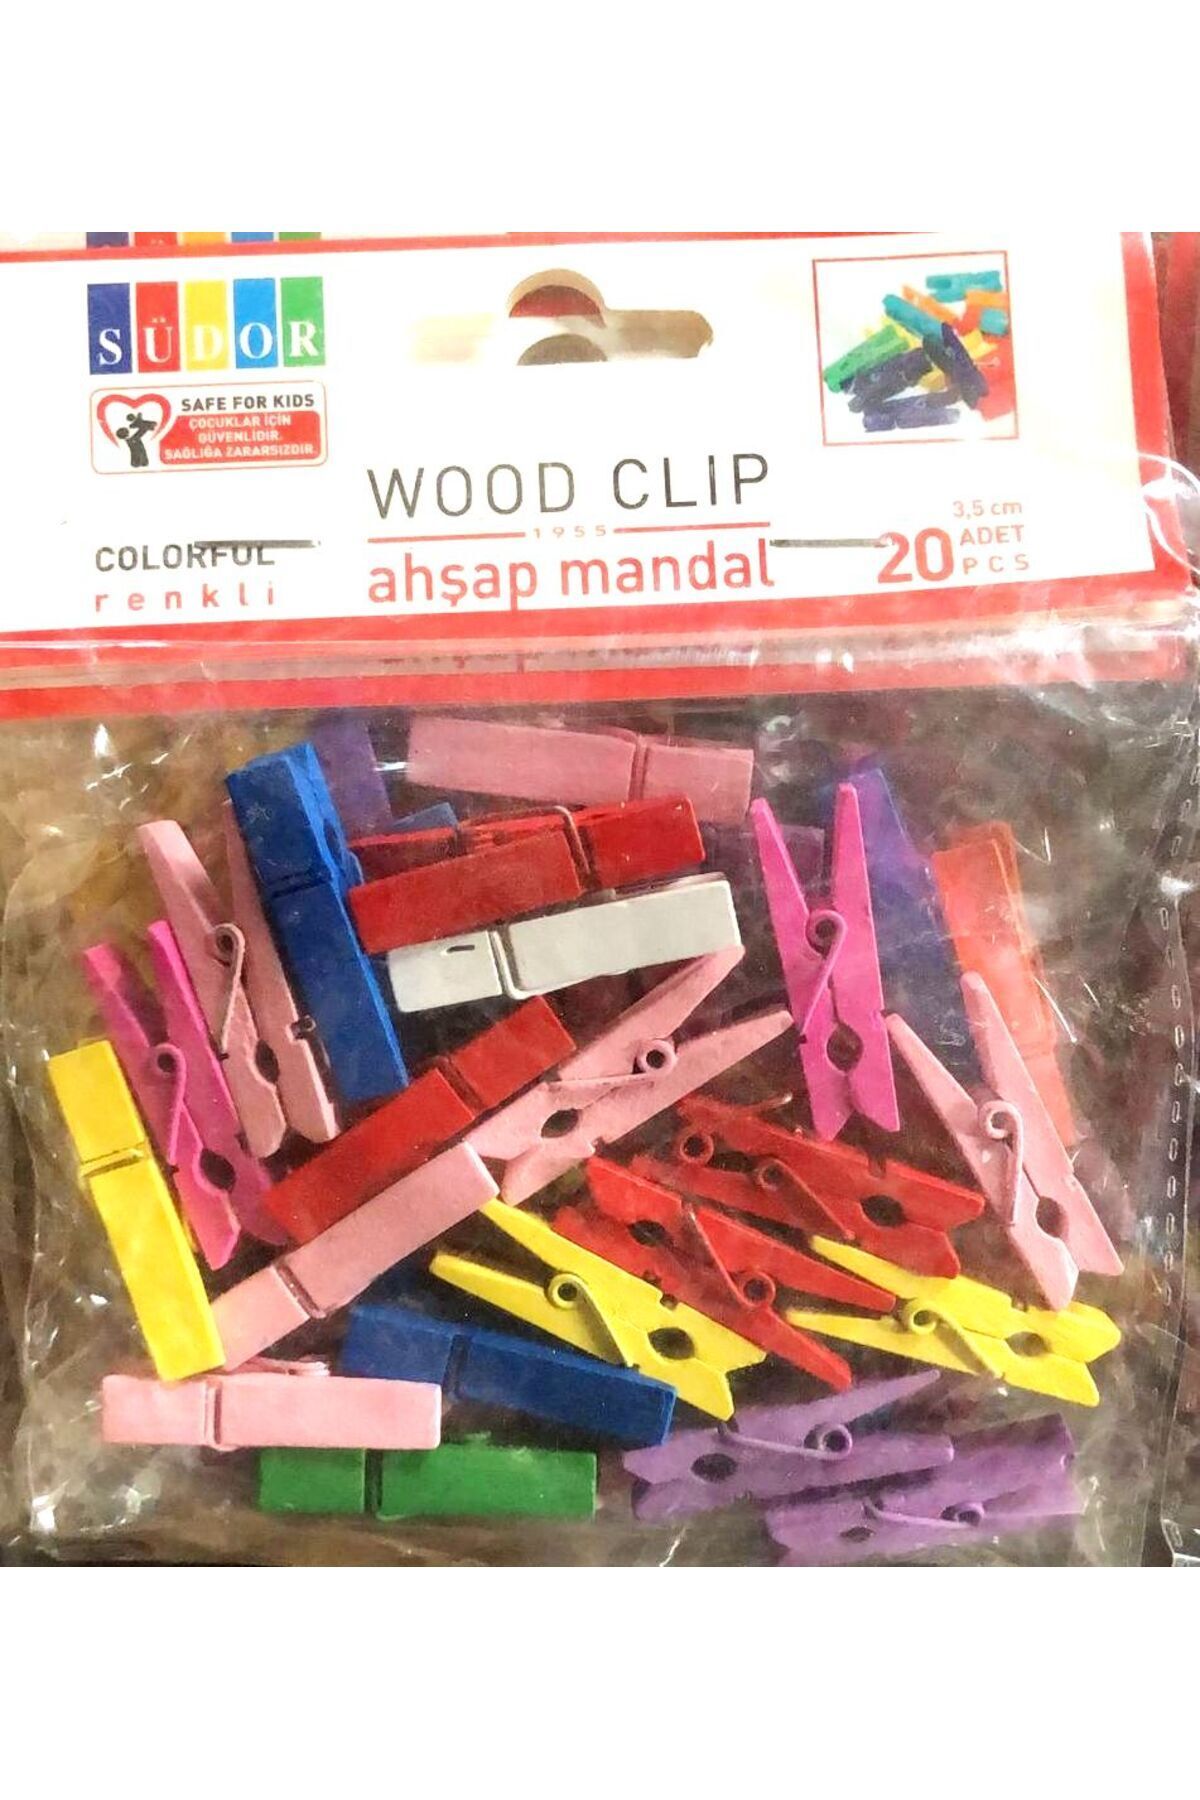 SÜDOR
SAFE FOR KIDS
ÇOCUKLAR İÇİN
GÜVENLİDİR.
SAĞLIĞA ZARARSIZDIR.
WOOD CLIP
1955
ahşap mandal
COLORFUL
renkli
3,5 cm
20 ADET
PCS